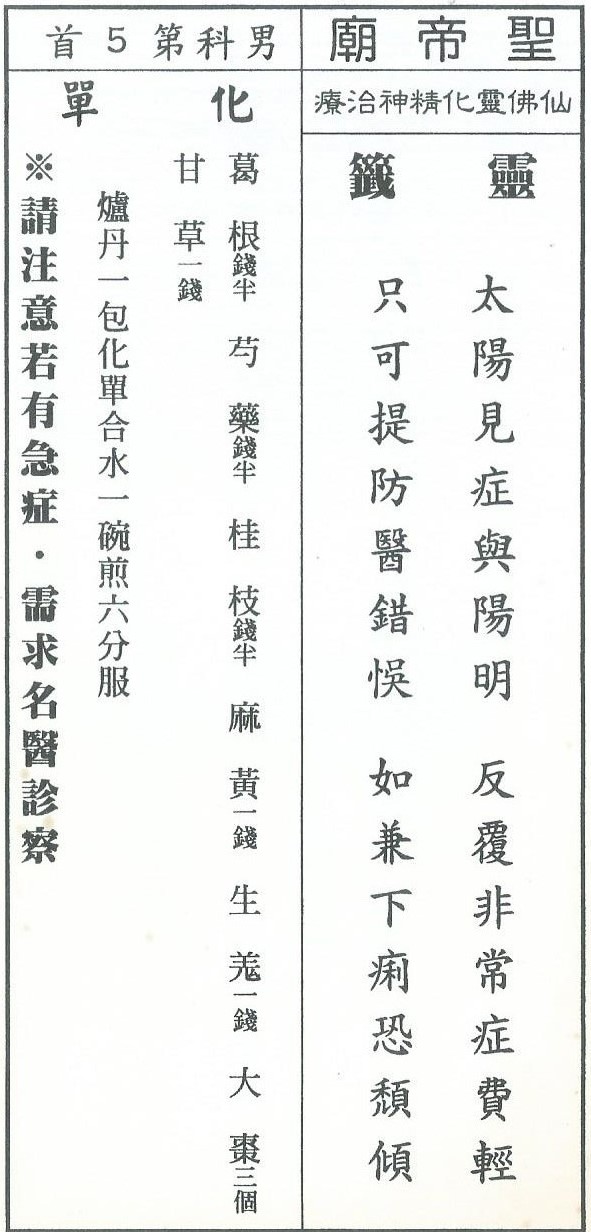 聖帝廟
仙佛靈化精神治療
靈籤
太陽見症與陽明　反覆非常症費輕
只可提防醫錯悞　如兼下痢恐頹傾
男科第5首
化單
葛根錢半　芍藥錢半　桂枝錢半　麻黃一錢　生羗一錢　大棗三個
甘草一錢
爐丹一包化單合水一碗煎六分服
※請注意若有急症・需求名醫診察